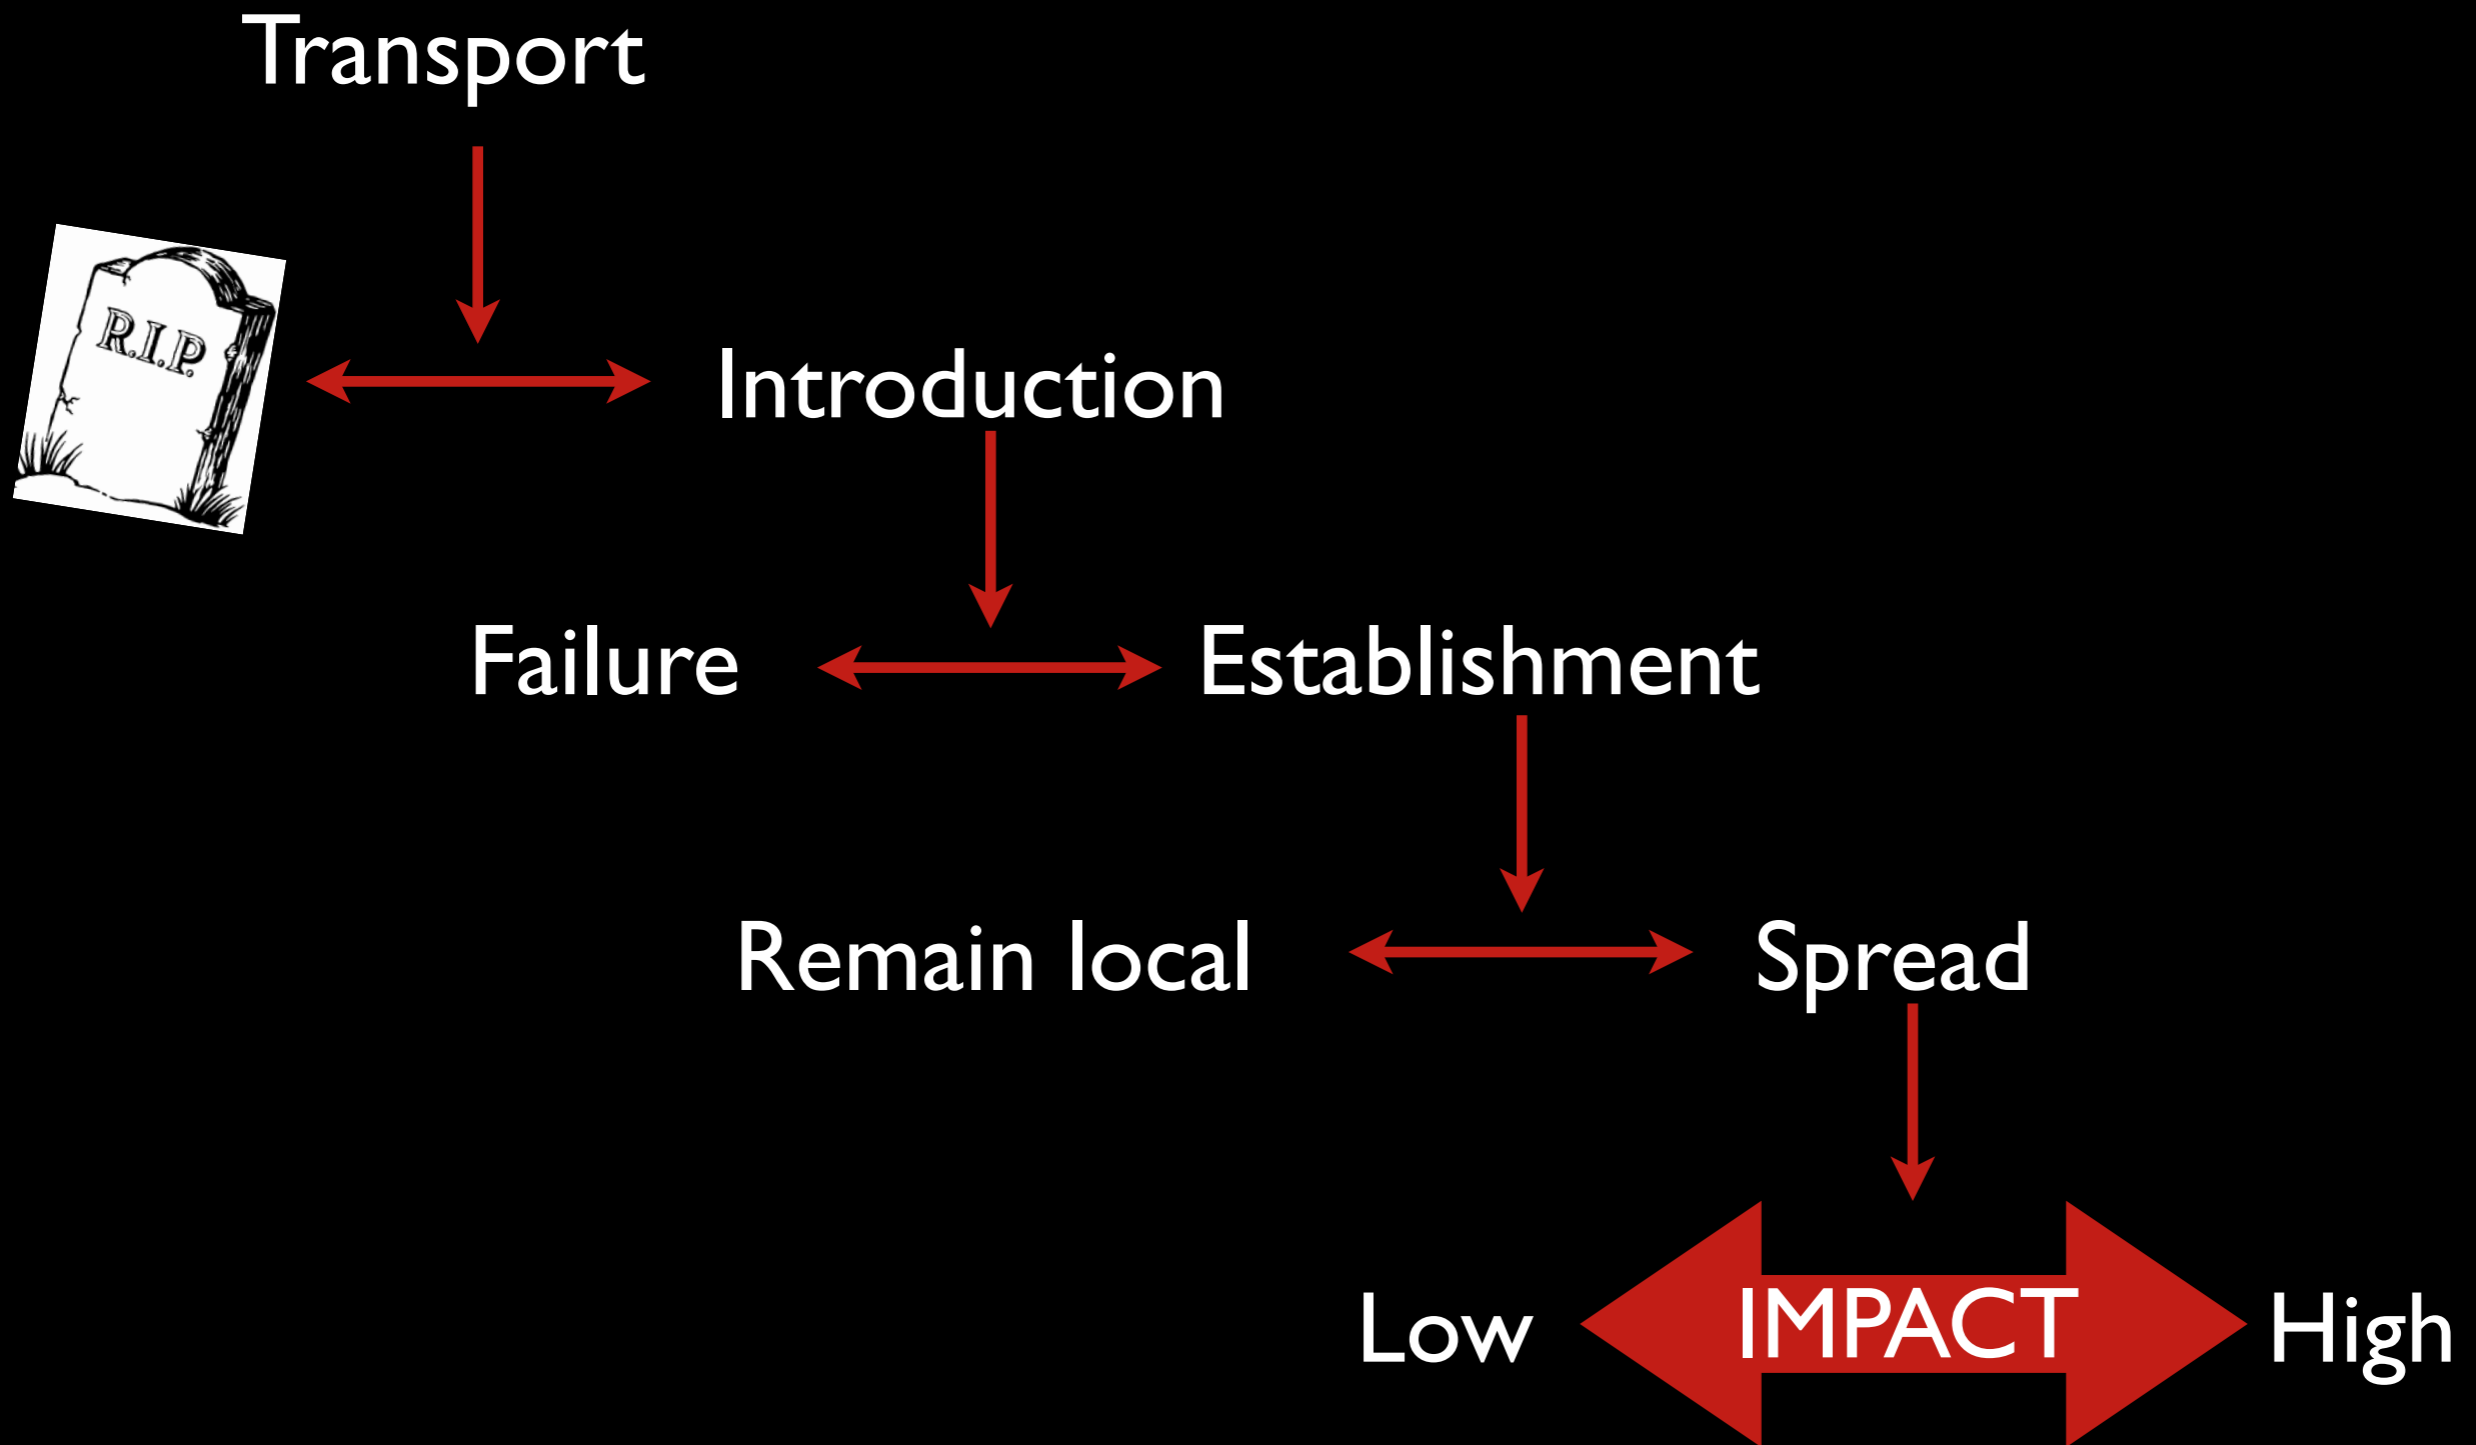 Transport
R.I.P.
Introduction
Failure
Establishment
Remain local
Spread
Low
IMPACT
High